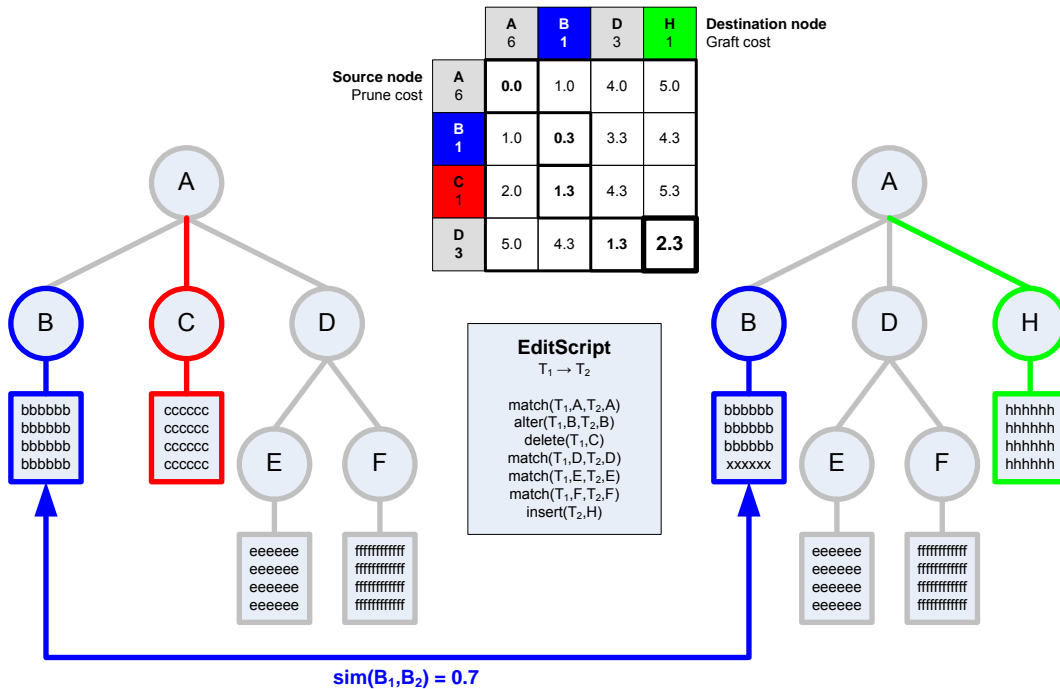 A B D H Destination node
6 1 3 1 Graft cost
Source node A
Prune cost 6
0.0 1.0 4.0 5.0
B
1
1.0 0.3 3.3 4.3
C
1
2.0 1.3 4.3 5.3
D
3
5.0 4.3 1.3 2.3
A
B
C
D
bbbbbb
bbbbbb
bbbbbb
bbbbbb
cccccc
cccccc
cccccc
cccccc
E
F
eeeeee
eeeeee
eeeeee
eeeeee
ffffffffffff
ffffffffffff
ffffffffffff
ffffffffffff
EditScript
T₁ → T₂
match(T₁,A,T₂,A)
alter(T₁,B,T₂,B)
delete(T₁,C)
match(T₁,D,T₂,D)
match(T₁,E,T₂,E)
match(T₁,F,T₂,F)
insert(T₂,H)
A
B
D
H
bbbbbb
bbbbbb
bbbbbb
xxxxxx
hhhhhh
hhhhhh
hhhhhh
hhhhhh
E
F
eeeeee
eeeeee
eeeeee
eeeeee
ffffffffffff
ffffffffffff
ffffffffffff
ffffffffffff
sim(B₁,B₂) = 0.7